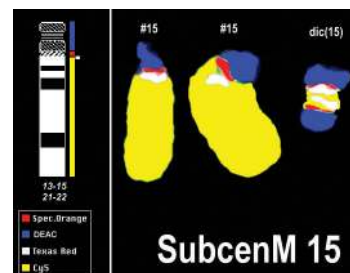 #15
#15
dic(15)
13-15
21-22
Spec.Orange
DEAC
Texas Red
Cy5
SubcenM 15